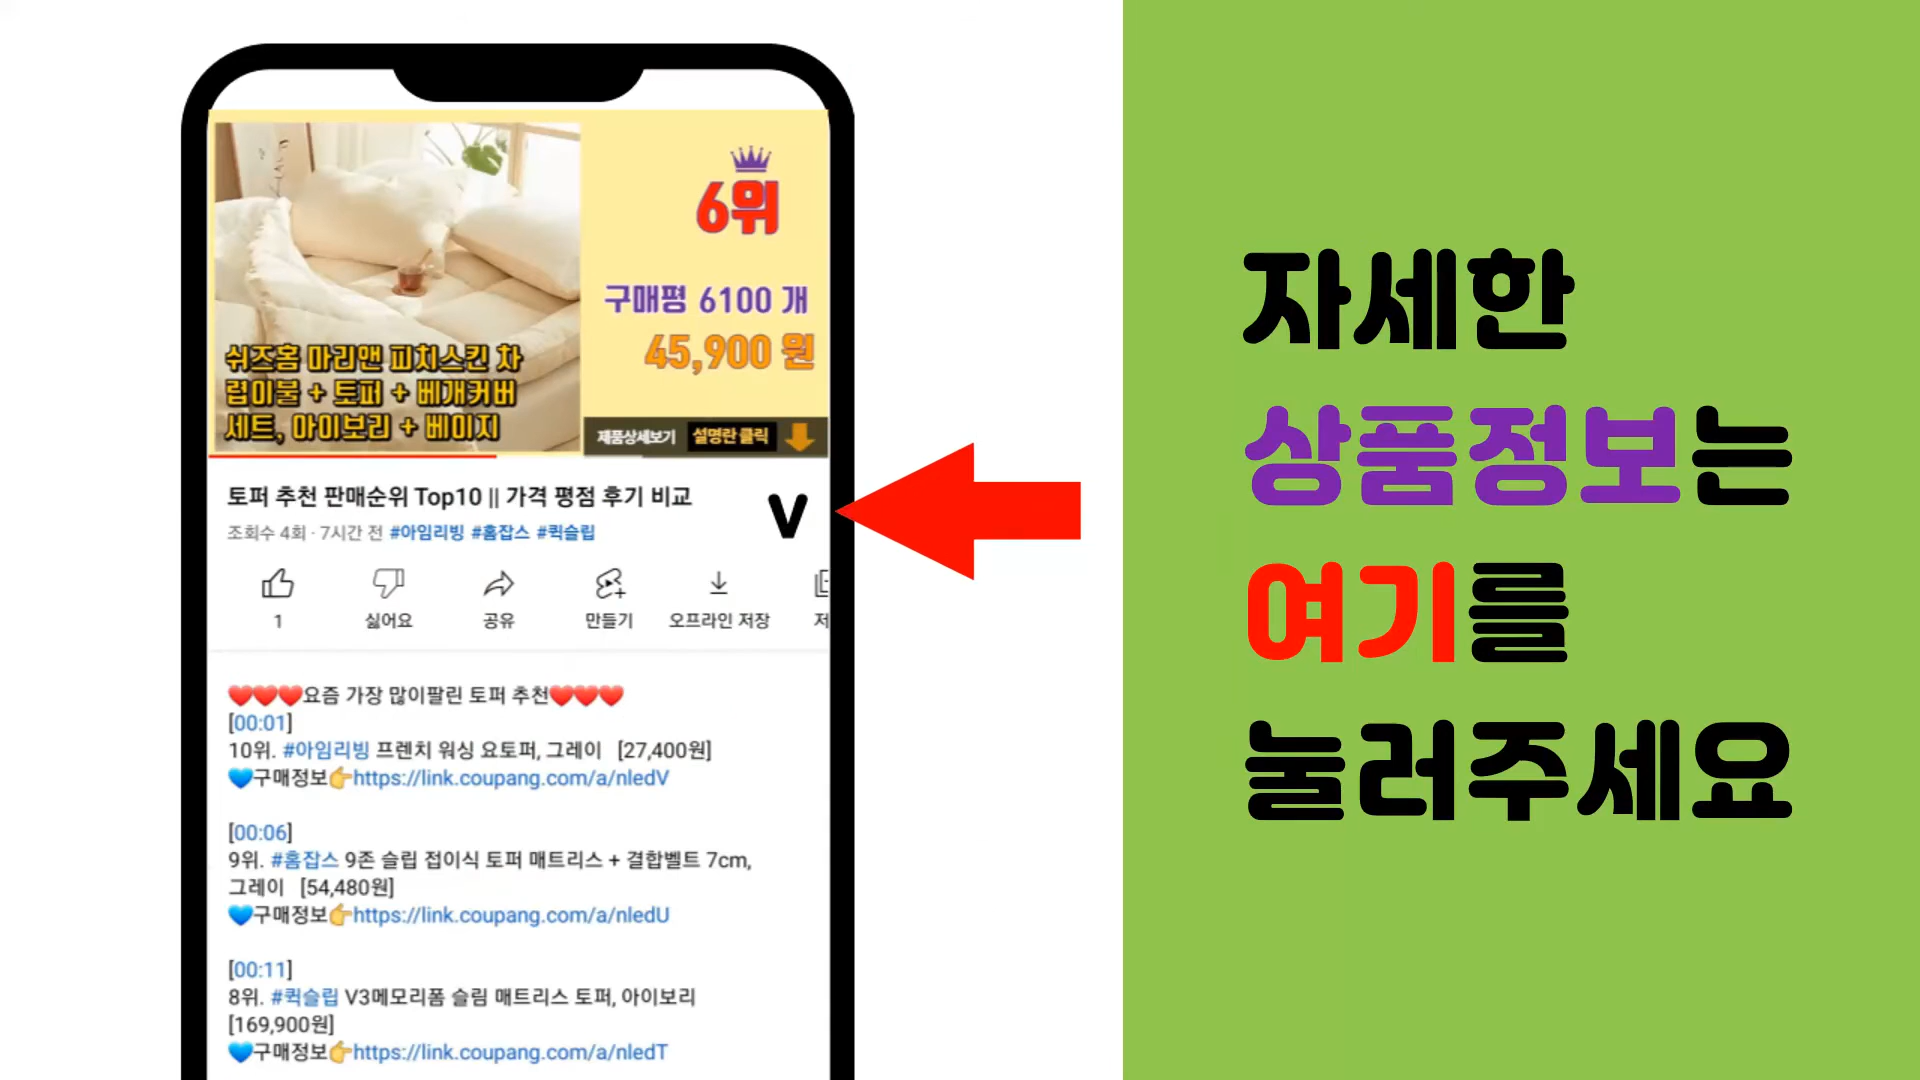 6위
구매평 6100 개
45,900 원
쉬즈홈 마리앤 피치스킨 차
렵이불 + 토퍼 + 베개커버
세트, 아이보리 + 베이지
제품상세보기 설명란 클릭
토퍼 추천 판매순위 Top10 || 가격 평점 후기 비교
V
조회수 4회 · 7시간 전 #아임리빙 #홈잡스 #퀵슬립
1 싫어요 공유 만들기 오프라인 저장 저
❤️❤️❤️요즘 가장 많이팔린 토퍼 추천❤️❤️❤️
[00:01]
10위. #아임리빙 프렌치 워싱 요토퍼, 그레이 [27,400원]
💙구매정보👉https://link.coupang.com/a/nledV
[00:06]
9위. #홈잡스 9존 슬립 접이식 토퍼 매트리스 + 결합벨트 7cm,
그레이 [54,480원]
💙구매정보👉https://link.coupang.com/a/nledU
[00:11]
8위. #퀵슬립 V3메모리폼 슬림 매트리스 토퍼, 아이보리
[169,900원]
💙구매정보👉https://link.coupang.com/a/nledT
자세한
상품정보는
여기를
눌러주세요